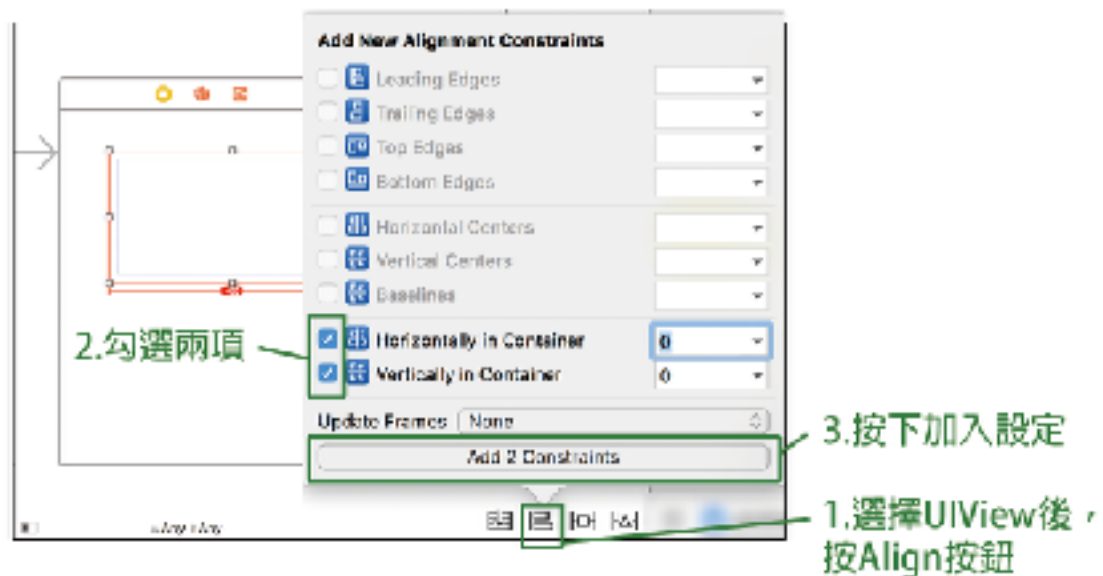 Add New Alignment Constraints
Leading Edges
Trailing Edges
Top Edges
Bottom Edges
Horizontal Centers
Vertical Centers
Baselines
2.勾選兩項
Horizontally in Container 0
Vertically in Container 0
Update Frames None
Add 2 Constraints
3.按下加入設定
wAny hAny
1.選擇UIView後，
按Align按鈕